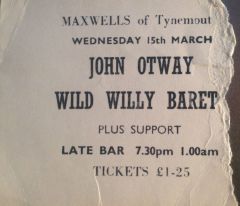 MAXWELLS of Tynemout
WEDNESDAY 15th MARCH
JOHN OTWAY
WILD WILLY BARET
PLUS SUPPORT
LATE BAR 7.30pm 1.00am
TICKETS £1-25